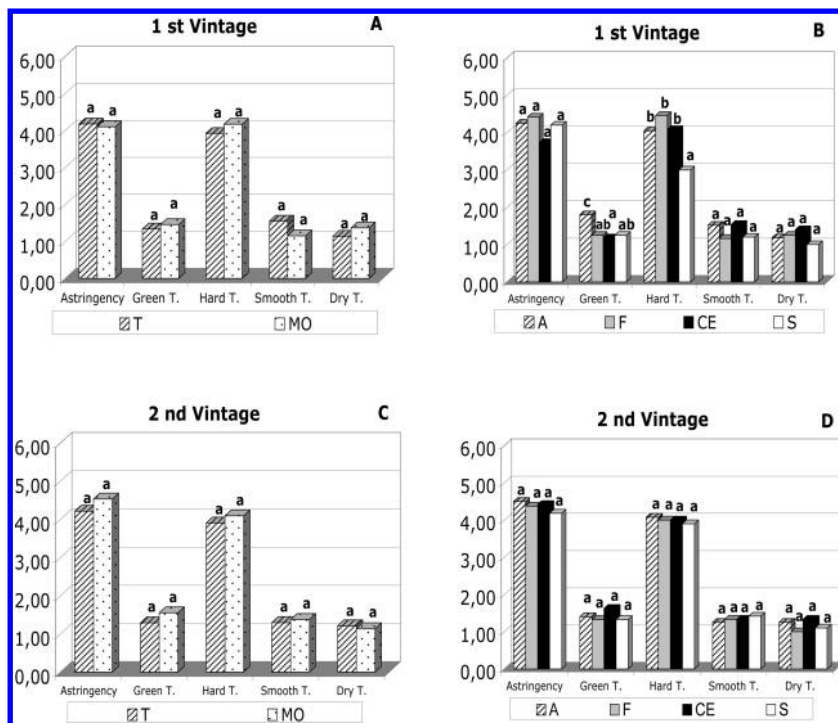 1 st Vintage
A
6,00
5,00
4,00
3,00
2,00
1,00
0,00
a a
a a
a a
a a
a a
Astringency Green T. Hard T. Smooth T. Dry T.
T MO
1 st Vintage
B
6,00
5,00
4,00
3,00
2,00
1,00
0,00
a a a a
c ab a ab
b b b a
a a a a
a a a a
Astringency Green T. Hard T. Smooth T. Dry T.
A F CE S
2 nd Vintage
C
6,00
5,00
4,00
3,00
2,00
1,00
0,00
a a
a a
a a
a a
a a
Astringency Green T. Hard T. Smooth T. Dry T.
T MO
2 nd Vintage
D
6,00
5,00
4,00
3,00
2,00
1,00
0,00
a a a a
a a a a
a a a a
a a a a
a a a a
Astringency Green T. Hard T. Smooth T. Dry T.
A F CE S